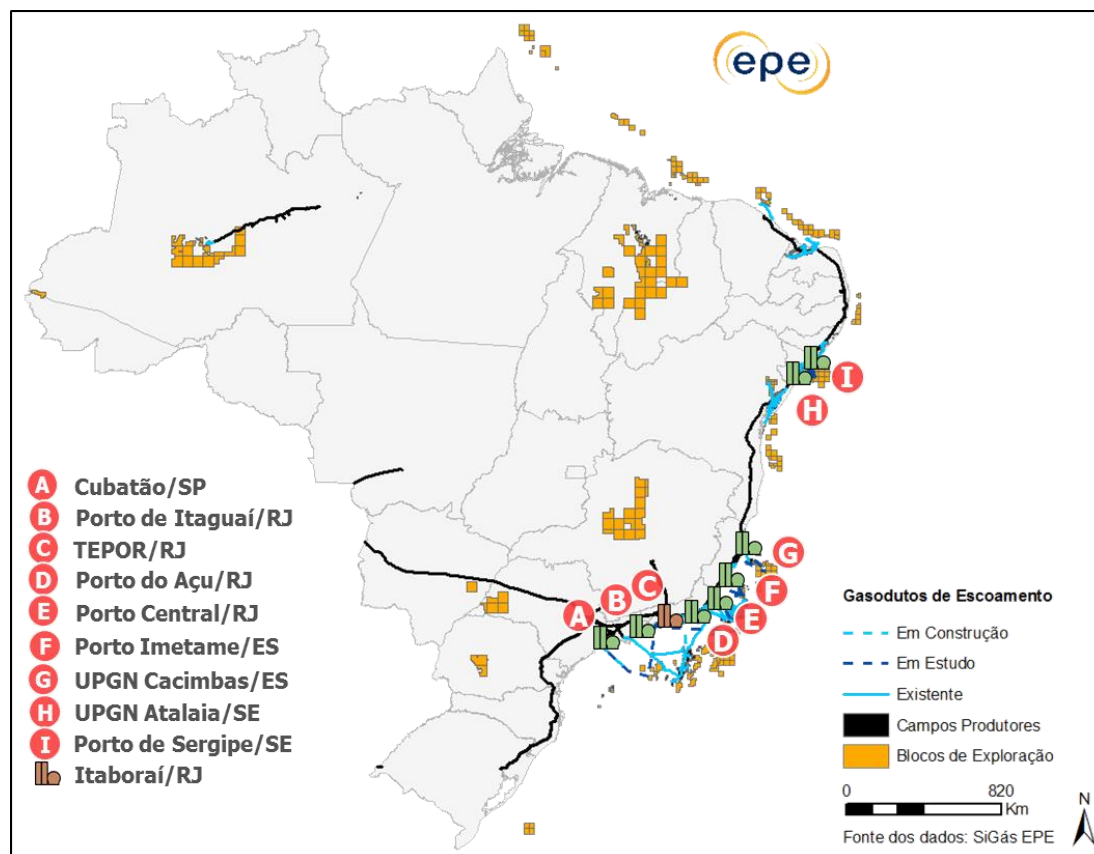 epe
I
H
G
F
E
D
C
B
A
A Cubatão/SP
B Porto de Itaguaí/RJ
C TEPOR/RJ
D Porto do Açu/RJ
E Porto Central/RJ
F Porto Imetame/ES
G UPGN Cacimbas/ES
H UPGN Atalaia/SE
I Porto de Sergipe/SE
Itaboraí/RJ
Gasodutos de Escoamento
Em Construção
Em Estudo
Existente
Campos Produtores
Blocos de Exploração
0 820
Km
N
Fonte dos dados: SiGás EPE